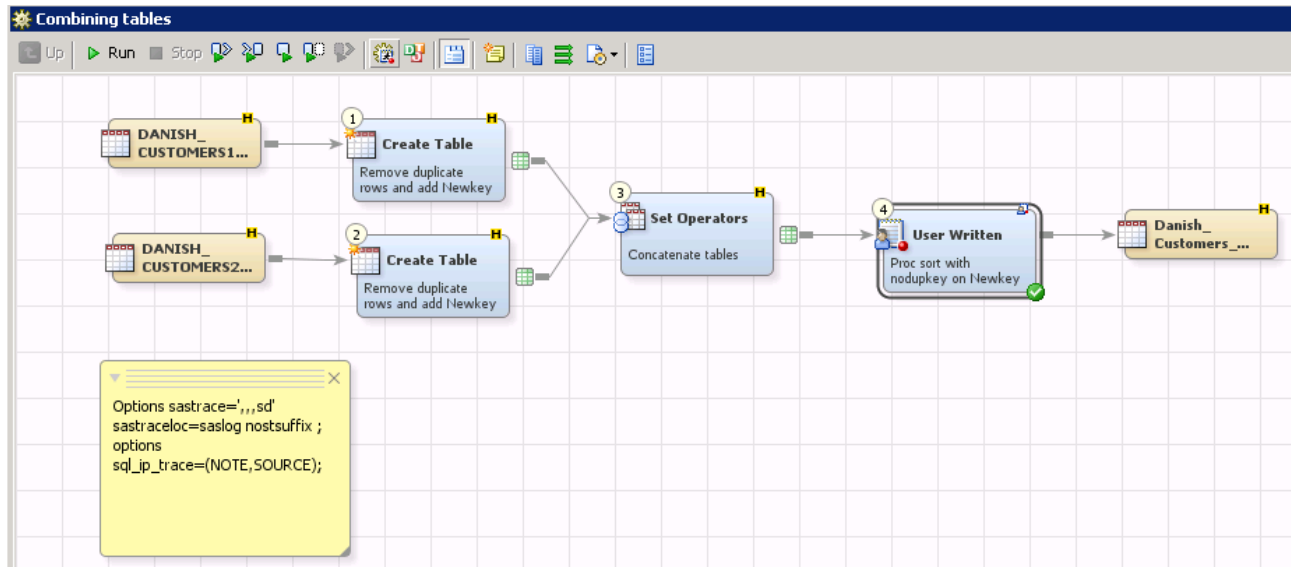 Combining tables
Up Run Stop
DANISH_
CUSTOMERS1...
H
1
H
Create Table
Remove duplicate
rows and add Newkey
DANISH_
CUSTOMERS2...
H
2
H
Create Table
Remove duplicate
rows and add Newkey
3
H
Set Operators
Concatenate tables
4
User Written
Proc sort with
nodupkey on Newkey
H
Danish_
Customers_...
Options sastrace=',,,sd'
sastraceloc=saslog nostsuffix ;
options
sql_ip_trace=(NOTE,SOURCE);